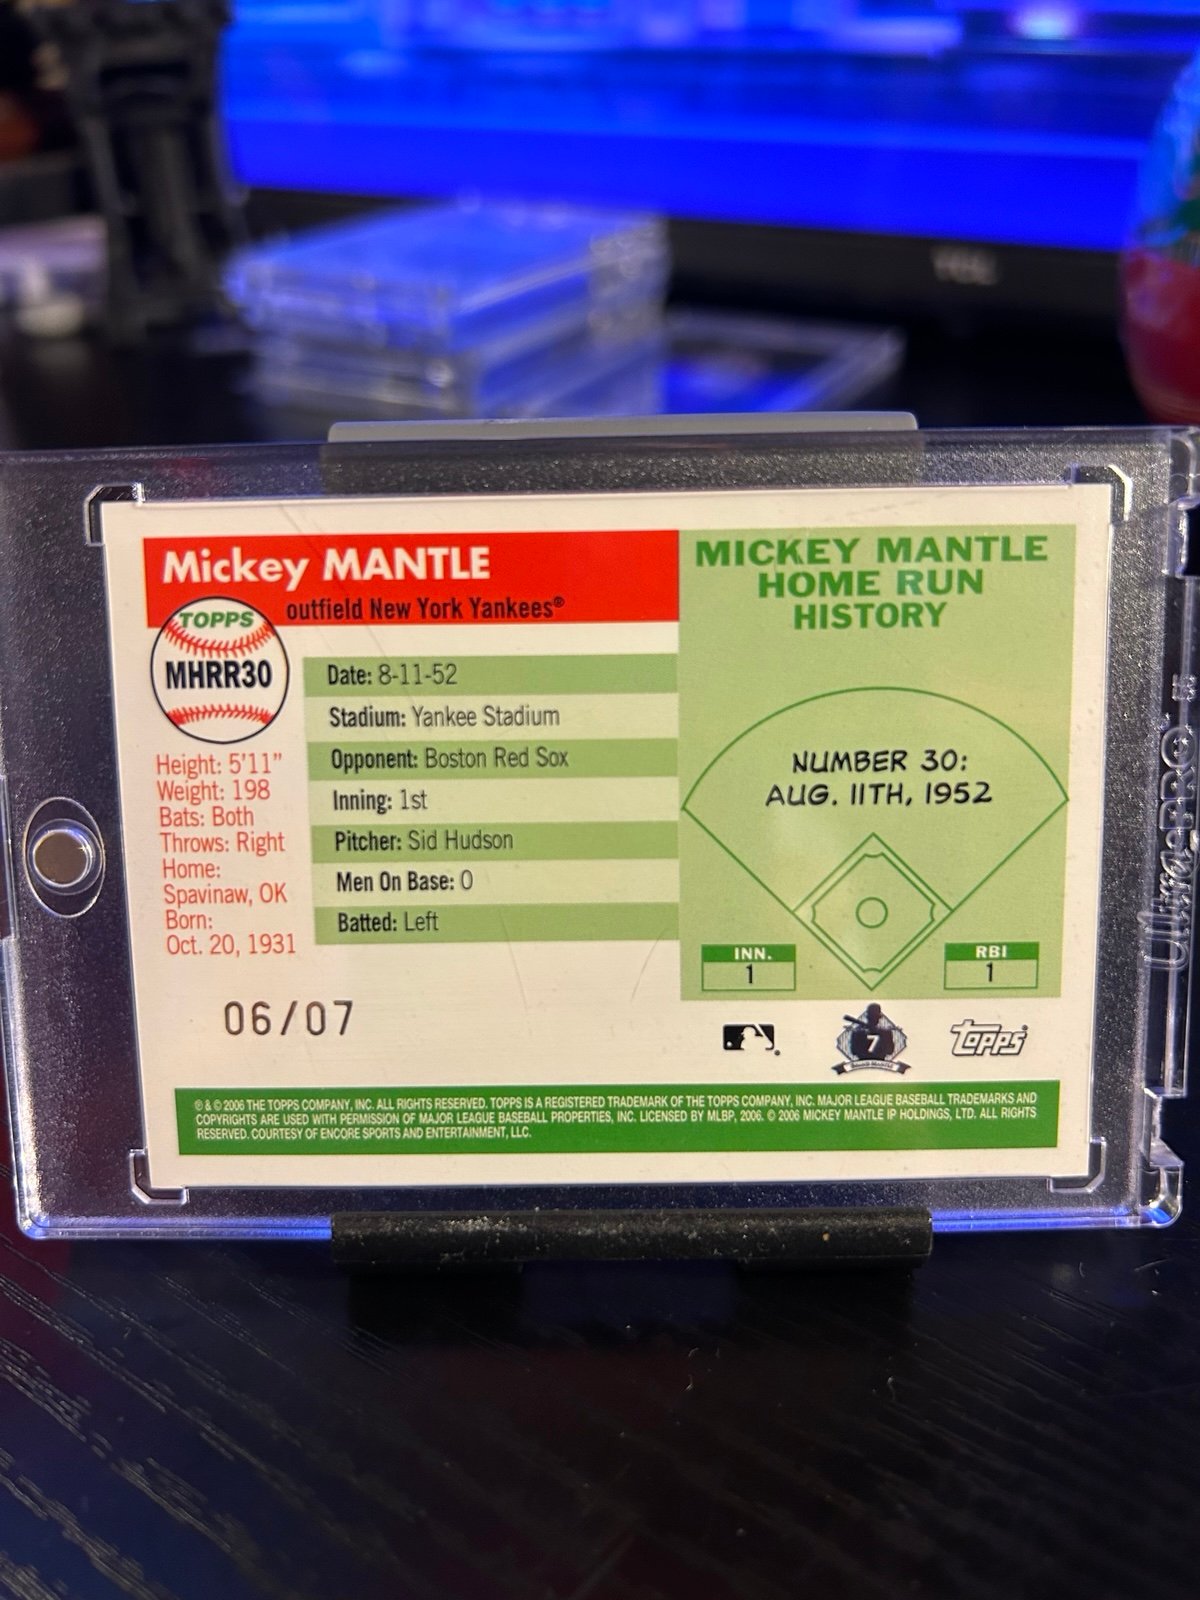 TCL
Mickey MANTLE
outfield New York Yankees®
TOPPS
MHRR30
Height: 5'11"
Weight: 198
Bats: Both
Throws: Right
Home:
Spavinaw, OK
Born:
Oct. 20, 1931
Date: 8-11-52
Stadium: Yankee Stadium
Opponent: Boston Red Sox
Inning: 1st
Pitcher: Sid Hudson
Men On Base: 0
Batted: Left
06/07
MICKEY MANTLE
HOME RUN
HISTORY
NUMBER 30:
AUG. 11TH, 1952
INN.
1
RBI
1
7
Topps®
® & © 2006 THE TOPPS COMPANY, INC. ALL RIGHTS RESERVED. TOPPS IS A REGISTERED TRADEMARK OF THE TOPPS COMPANY, INC. MAJOR LEAGUE BASEBALL TRADEMARKS AND
COPYRIGHTS ARE USED WITH PERMISSION OF MAJOR LEAGUE BASEBALL PROPERTIES, INC. LICENSED BY MLBP, 2006. © 2006 MICKEY MANTLE IP HOLDINGS, LTD. ALL RIGHTS
RESERVED. COURTESY OF ENCORE SPORTS AND ENTERTAINMENT, LLC.
Ultra•PRO